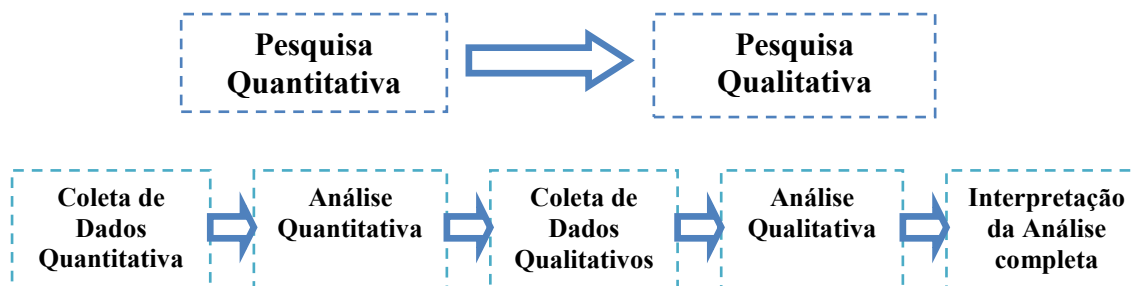 Pesquisa
Quantitativa
Pesquisa
Qualitativa
Coleta de
Dados
Quantitativa
Análise
Quantitativa
Coleta de
Dados
Qualitativos
Análise
Qualitativa
Interpretação
da Análise
completa